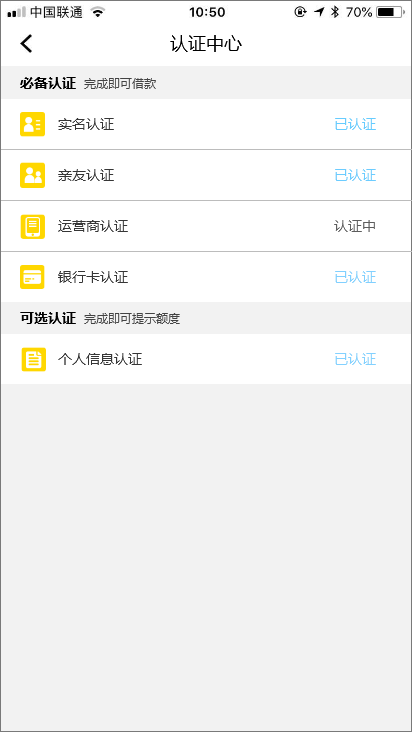 中国联通 10:50 70%
认证中心
必备认证 完成即可借款
实名认证 已认证
亲友认证 已认证
运营商认证 认证中
银行卡认证 已认证
可选认证 完成即可提示额度
个人信息认证 已认证